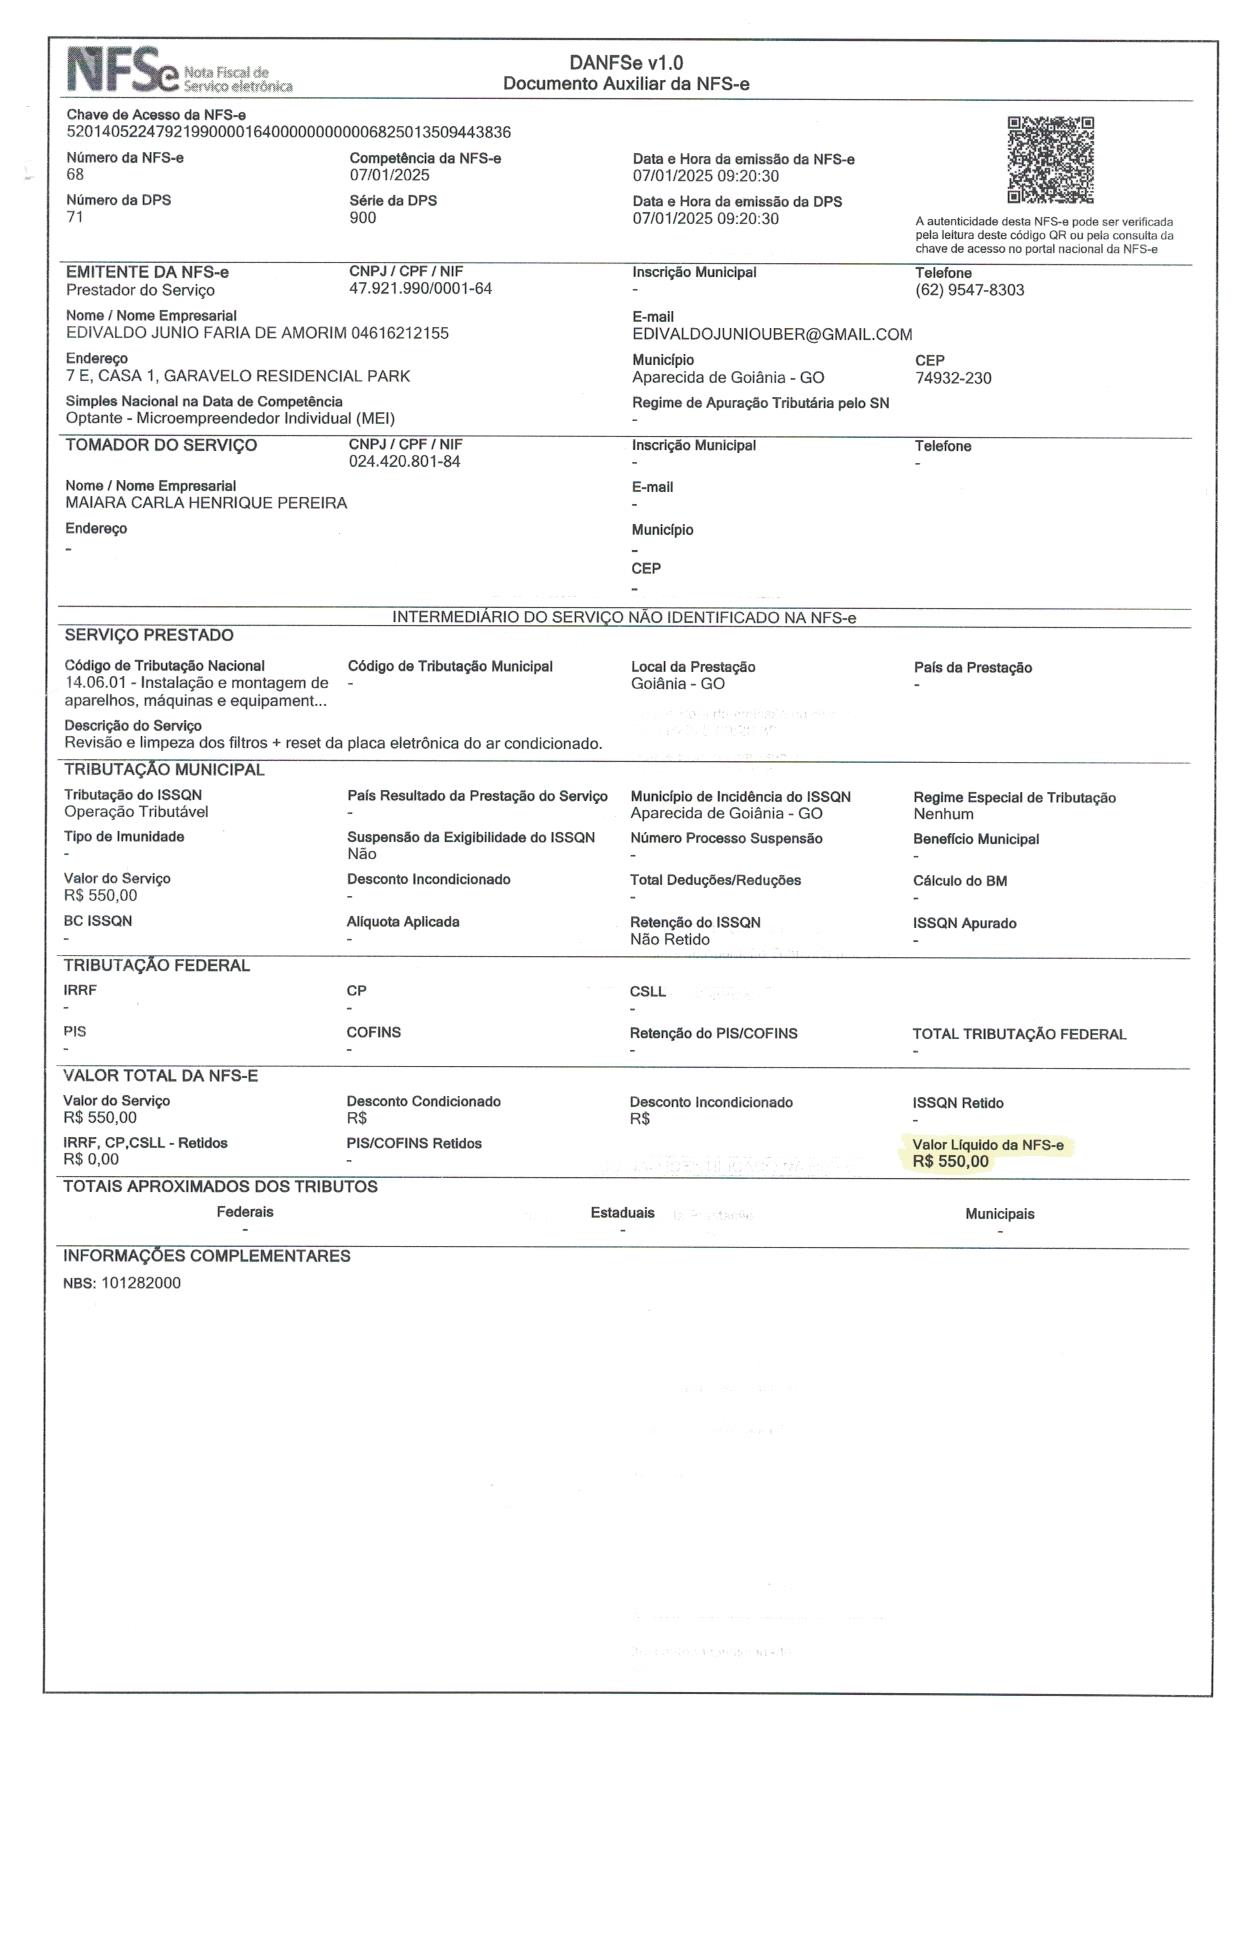 NFSe Nota Fiscal de
Serviço eletrônica
DANFSe v1.0
Documento Auxiliar da NFS-e
Chave de Acesso da NFS-e
52014052247921990000164000000000006825013509443836
Número da NFS-e
68
Competência da NFS-e
07/01/2025
Data e Hora da emissão da NFS-e
07/01/2025 09:20:30
Número da DPS
71
Série da DPS
900
Data e Hora da emissão da DPS
07/01/2025 09:20:30
A autenticidade desta NFS-e pode ser verificada
pela leitura deste código QR ou pela consulta da
chave de acesso no portal nacional da NFS-e
EMITENTE DA NFS-e
Prestador do Serviço
CNPJ / CPF / NIF
47.921.990/0001-64
Inscrição Municipal
-
Telefone
(62) 9547-8303
Nome / Nome Empresarial
EDIVALDO JUNIO FARIA DE AMORIM 04616212155
E-mail
EDIVALDOJUNIOUBER@GMAIL.COM
Endereço
7 E, CASA 1, GARAVELO RESIDENCIAL PARK
Município
Aparecida de Goiânia - GO
CEP
74932-230
Simples Nacional na Data de Competência
Optante - Microempreendedor Individual (MEI)
Regime de Apuração Tributária pelo SN
-
TOMADOR DO SERVIÇO
CNPJ / CPF / NIF
024.420.801-84
Inscrição Municipal
-
Telefone
-
Nome / Nome Empresarial
MAIARA CARLA HENRIQUE PEREIRA
E-mail
-
Endereço
-
Município
-
CEP
-
INTERMEDIÁRIO DO SERVIÇO NÃO IDENTIFICADO NA NFS-e
SERVIÇO PRESTADO
Código de Tributação Nacional
14.06.01 - Instalação e montagem de
aparelhos, máquinas e equipament...
Código de Tributação Municipal
-
Local da Prestação
Goiânia - GO
País da Prestação
-
Descrição do Serviço
Revisão e limpeza dos filtros + reset da placa eletrônica do ar condicionado.
TRIBUTAÇÃO MUNICIPAL
Tributação do ISSQN
Operação Tributável
País Resultado da Prestação do Serviço
-
Município de Incidência do ISSQN
Aparecida de Goiânia - GO
Regime Especial de Tributação
Nenhum
Tipo de Imunidade
-
Suspensão da Exigibilidade do ISSQN
Não
Número Processo Suspensão
-
Benefício Municipal
-
Valor do Serviço
R$ 550,00
Desconto Incondicionado
-
Total Deduções/Reduções
-
Cálculo do BM
-
BC ISSQN
-
Alíquota Aplicada
-
Retenção do ISSQN
Não Retido
ISSQN Apurado
-
TRIBUTAÇÃO FEDERAL
IRRF
-
CP
-
CSLL
-
PIS
-
COFINS
-
Retenção do PIS/COFINS
-
TOTAL TRIBUTAÇÃO FEDERAL
-
VALOR TOTAL DA NFS-E
Valor do Serviço
R$ 550,00
Desconto Condicionado
R$
Desconto Incondicionado
R$
ISSQN Retido
-
IRRF, CP,CSLL - Retidos
R$ 0,00
PIS/COFINS Retidos
-
Valor Líquido da NFS-e
R$ 550,00
TOTAIS APROXIMADOS DOS TRIBUTOS
Federais
-
Estaduais
-
Municipais
-
INFORMAÇÕES COMPLEMENTARES
NBS: 101282000